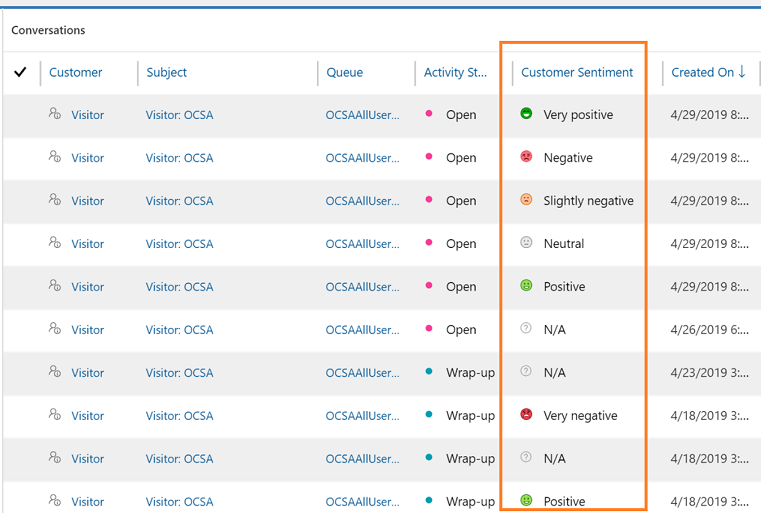 Conversations
Customer Subject Queue Activity St... Customer Sentiment Created On ↓
Visitor Visitor: OCSA OCSAAllUser... Open Very positive 4/29/2019 8:...
Visitor Visitor: OCSA OCSAAllUser... Open Negative 4/29/2019 8:...
Visitor Visitor: OCSA OCSAAllUser... Open Slightly negative 4/29/2019 8:...
Visitor Visitor: OCSA OCSAAllUser... Open Neutral 4/29/2019 8:...
Visitor Visitor: OCSA OCSAAllUser... Open Positive 4/29/2019 8:...
Visitor Visitor: OCSA OCSAAllUser... Open N/A 4/26/2019 6:...
Visitor Visitor: OCSA OCSAAllUser... Wrap-up N/A 4/23/2019 3:...
Visitor Visitor: OCSA OCSAAllUser... Wrap-up Very negative 4/18/2019 3:...
Visitor Visitor: OCSA OCSAAllUser... Wrap-up N/A 4/18/2019 3:...
Visitor Visitor: OCSA OCSAAllUser... Wrap-up Positive 4/18/2019 3:...